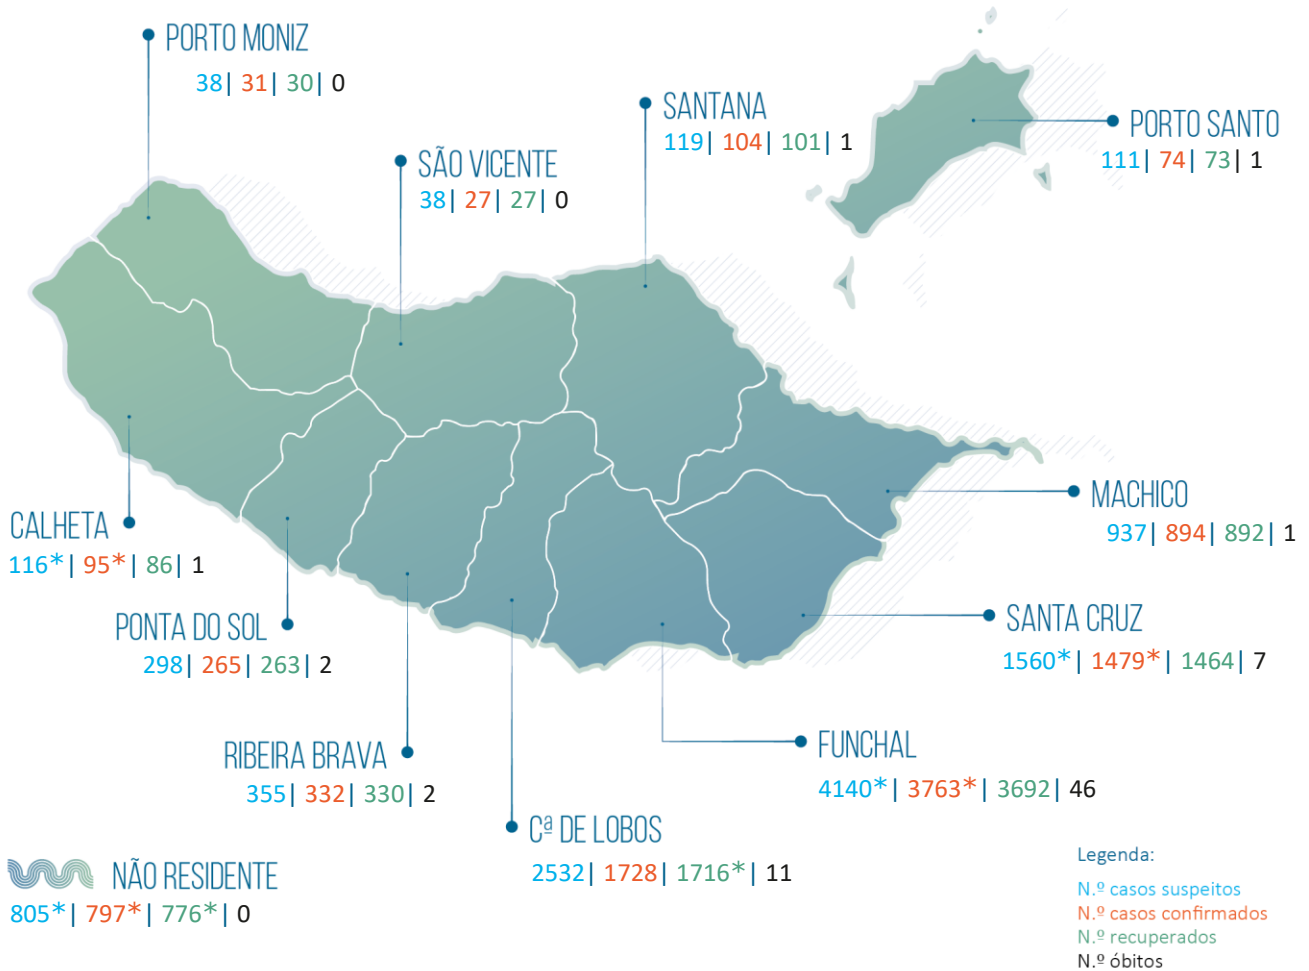 PORTO MONIZ
38| 31| 30| 0
SANTANA
119| 104| 101| 1
PORTO SANTO
111| 74| 73| 1
SÃO VICENTE
38| 27| 27| 0
MACHICO
937| 894| 892| 1
CALHETA
116*| 95*| 86| 1
PONTA DO SOL
298| 265| 263| 2
SANTA CRUZ
1560*| 1479*| 1464| 7
RIBEIRA BRAVA
355| 332| 330| 2
FUNCHAL
4140*| 3763*| 3692| 46
Cª DE LOBOS
2532| 1728| 1716*| 11
NÃO RESIDENTE
805*| 797*| 776*| 0
Legenda:
N.º casos suspeitos
N.º casos confirmados
N.º recuperados
N.º óbitos